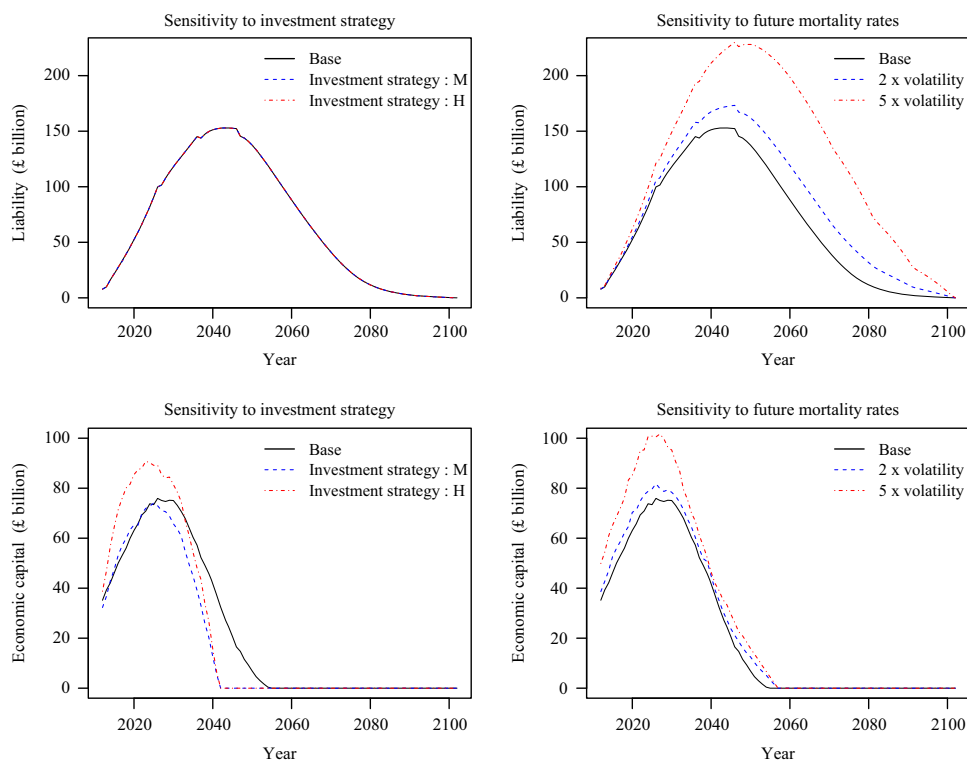 Sensitivity to investment strategy
Liability (£ billion)
200
150
100
50
0
Base
Investment strategy : M
Investment strategy : H
2020 2040 2060 2080 2100
Year
Sensitivity to future mortality rates
Liability (£ billion)
200
150
100
50
0
Base
2 x volatility
5 x volatility
2020 2040 2060 2080 2100
Year
Sensitivity to investment strategy
Economic capital (£ billion)
100
80
60
40
20
0
Base
Investment strategy : M
Investment strategy : H
2020 2040 2060 2080 2100
Year
Sensitivity to future mortality rates
Economic capital (£ billion)
100
80
60
40
20
0
Base
2 x volatility
5 x volatility
2020 2040 2060 2080 2100
Year